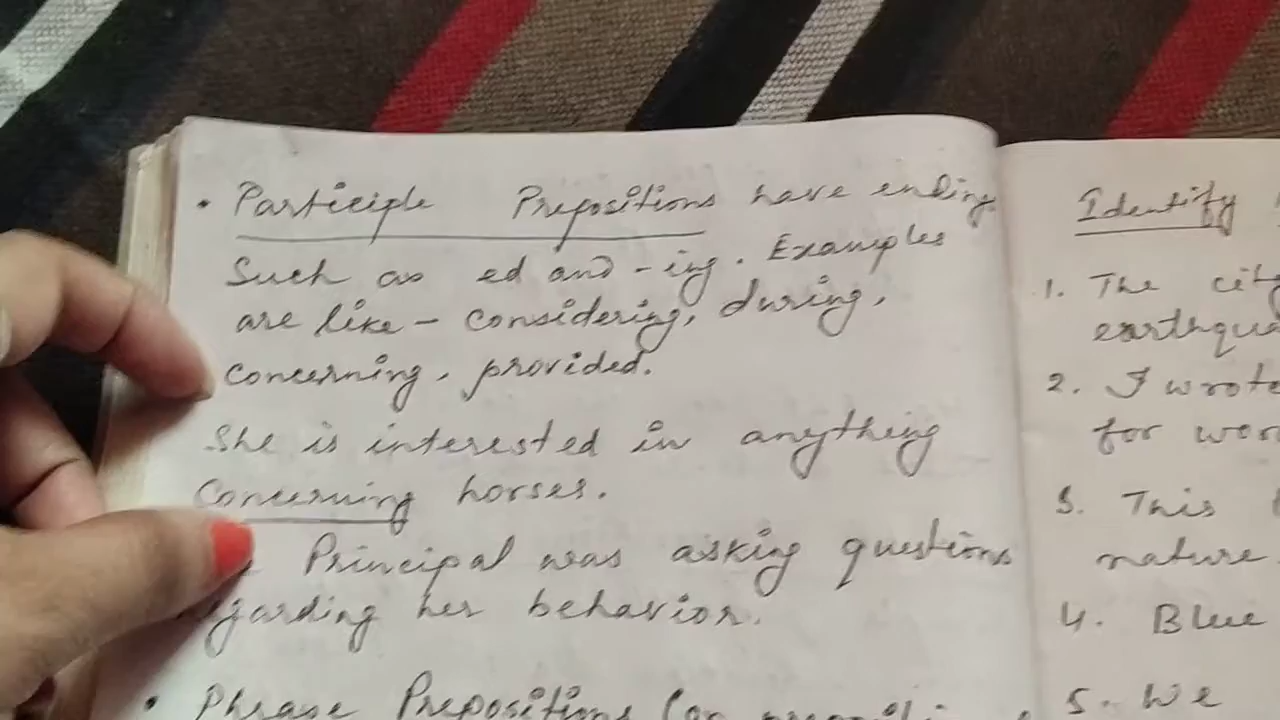 • Participle Prepositions have ending
Such as ed and -ing. Examples
are like - considering, during,
concerning, provided.
She is interested in anything
Concerning horses.
Principal was asking questions
her behavior.
• Phrase Prepositions
Identify
1. The
2. I wrote
for
3. This
nature
4. Blue
5. We